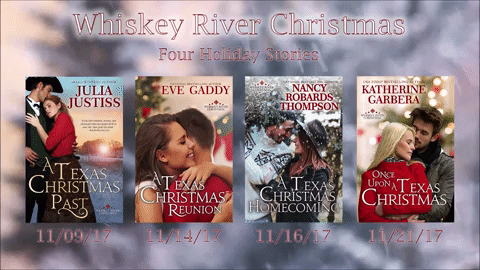 Whiskey River Christmas
Four Holiday Stories
JULIA
JUSTISS
A TEXAS
CHRISTMAS
PAST
EVE GADDY
A TEXAS
CHRISTMAS
REUNION
NANCY
ROBARDS
THOMPSON
A TEXAS
CHRISTMAS
HOMECOMING
KATHERINE
GARBERA
ONCE
UPON A
TEXAS
CHRISTMAS
11/09/17
11/14/17
11/16/17
11/21/17